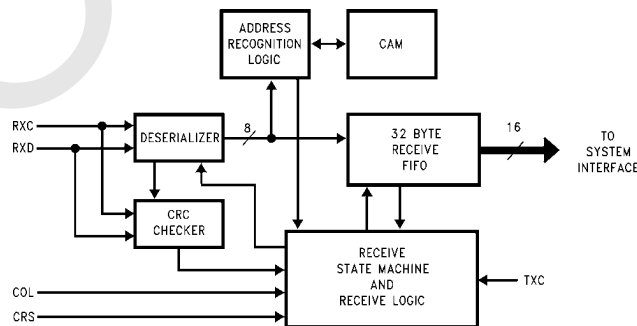 ADDRESS
RECOGNITION
LOGIC
CAM
RXC
RXD
DESERIALIZER
8
32 BYTE
RECEIVE
FIFO
16
TO
SYSTEM
INTERFACE
CRC
CHECKER
RECEIVE
STATE MACHINE
AND
RECEIVE LOGIC
TXC
COL
CRS